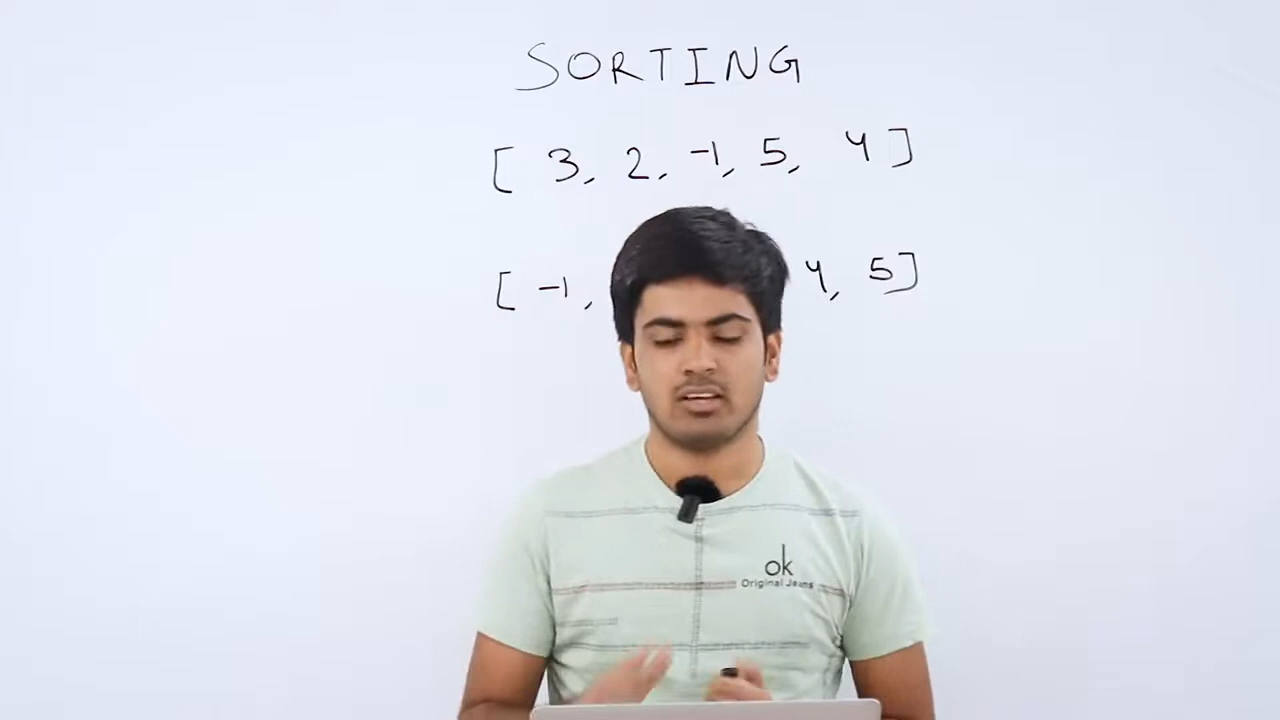 SORTING
[ 3, 2, -1, 5, 4 ]
[ -1, 4, 5 ]
ok
Original Jeans